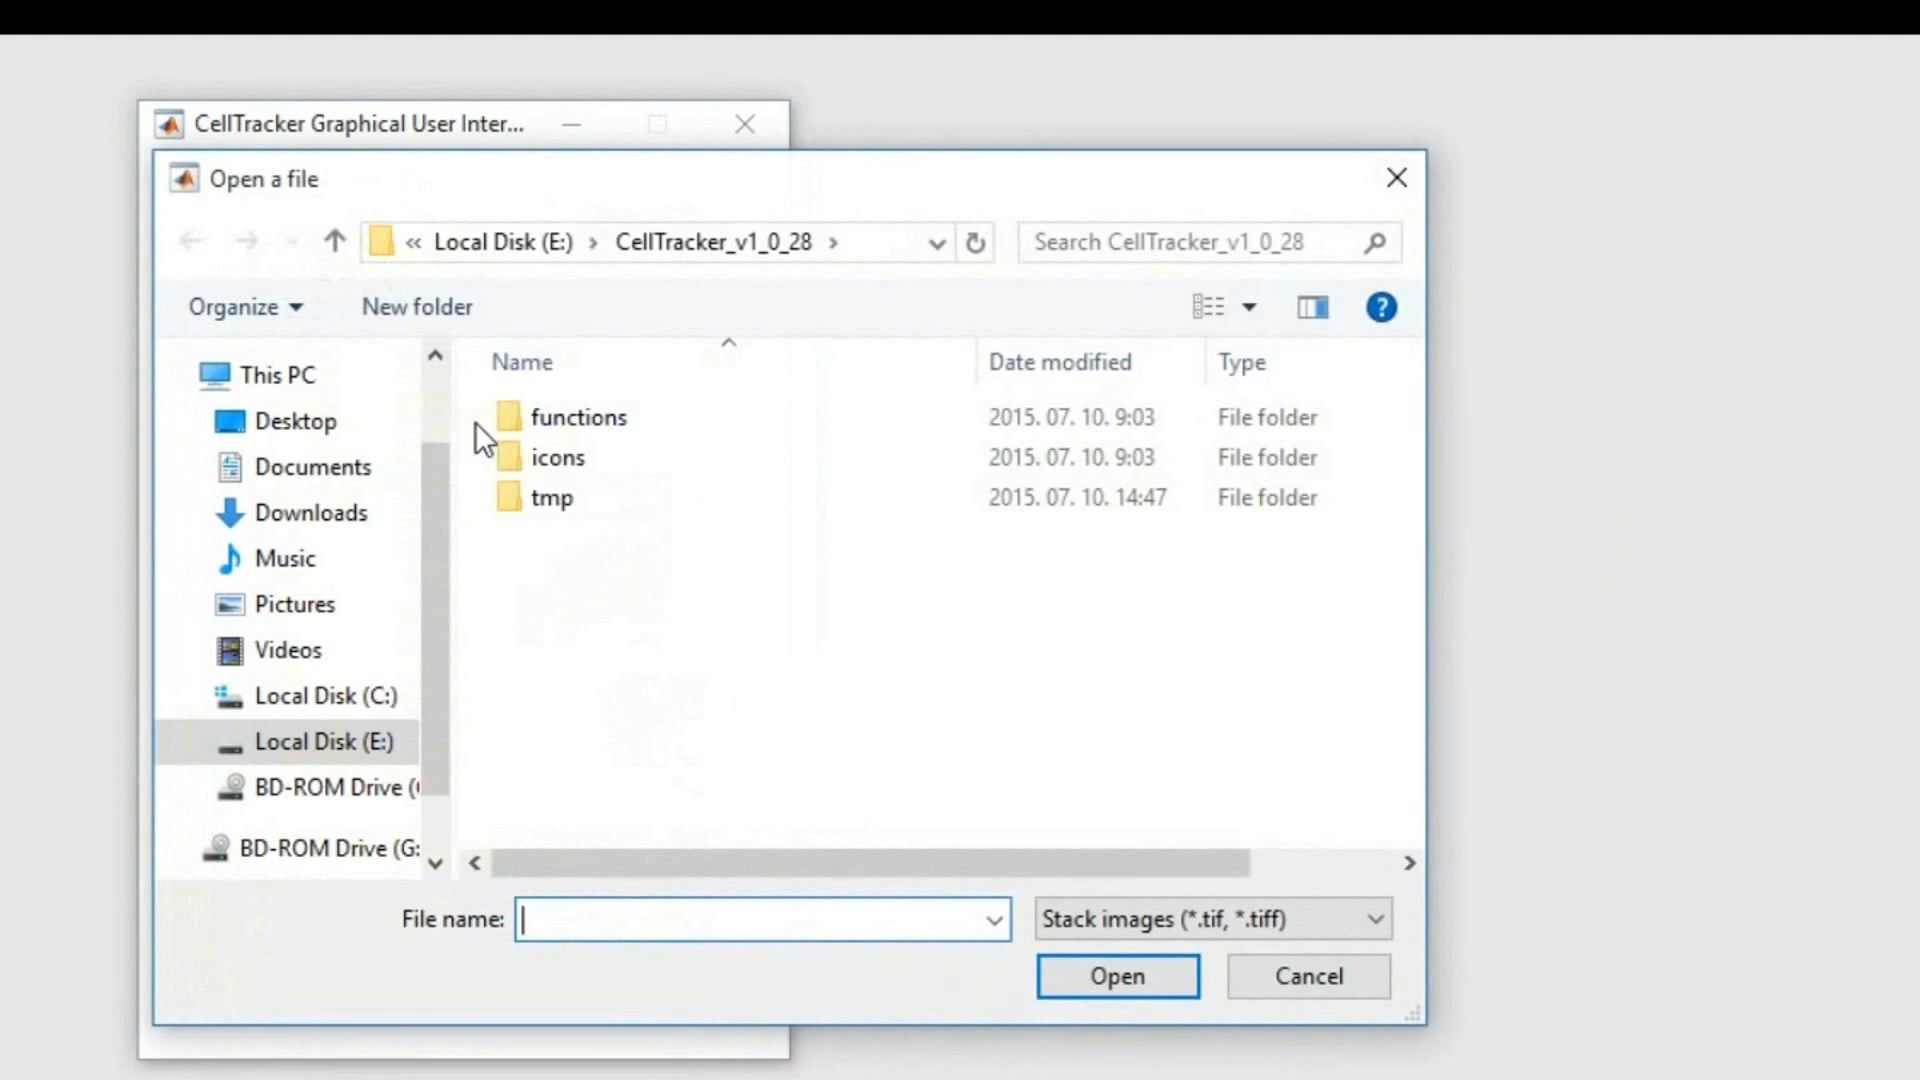 CellTracker Graphical User Inter...
Open a file
« Local Disk (E:) › CellTracker_v1_0_28 ›
Search CellTracker_v1_0_28
Organize
New folder
Name
Date modified
Type
This PC
Desktop
Documents
Downloads
Music
Pictures
Videos
Local Disk (C:)
Local Disk (E:)
BD-ROM Drive (
BD-ROM Drive (G:
functions 2015. 07. 10. 9:03 File folder
icons 2015. 07. 10. 9:03 File folder
tmp 2015. 07. 10. 14:47 File folder
File name:
Stack images (*.tif, *.tiff)
Open
Cancel